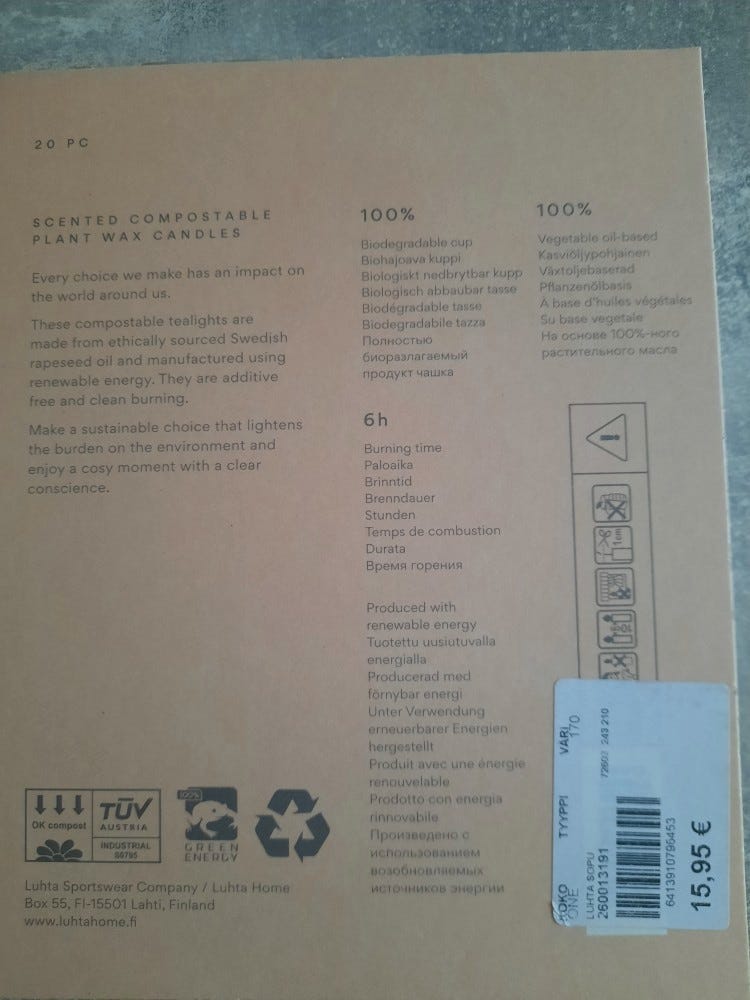 20 PC
SCENTED COMPOSTABLE
PLANT WAX CANDLES
Every choice we make has an impact on
the world around us.
These compostable tealights are
made from ethically sourced Swedish
rapeseed oil and manufactured using
renewable energy. They are additive
free and clean burning.
Make a sustainable choice that lightens
the burden on the environment and
enjoy a cosy moment with a clear
conscience.
100%
Biodegradable cup
Biohajoava kuppi
Biologiskt nedbrytbar kupp
Biologisch abbaubar tasse
Biodégradable tasse
Biodegradabile tazza
Полностью
биоразлагаемый
продукт чашка
100%
Vegetable oil-based
Kasviöljypohjainen
Växtoljebaserad
Pflanzenölbasis
À base d'huiles végétales
Su base vegetale
На основе 100%-ного
растительного масла
6h
Burning time
Paloaika
Brinntid
Brenndauer
Stunden
Temps de combustion
Durata
Время горения
Produced with
renewable energy
Tuotettu uusiutuvalla
energialla
Producerad med
förnybar energi
Unter Verwendung
erneuerbarer Energien
hergestellt
Produit avec une énergie
renouvelable
Prodotto con energia
rinnovabile
Произведено с
использованием
возобновляемых
источников энергии
1cm
OK compost
TÜV
AUSTRIA
INDUSTRIAL
S0795
100%
GREEN
ENERGY
Luhta Sportswear Company / Luhta Home
Box 55, FI-15501 Lahti, Finland
www.luhtahome.fi
KOKO TYYPPI VÄRI
ONE 170
LUHTA SOPU
260013191
243 210
6413910796453
15,95 €